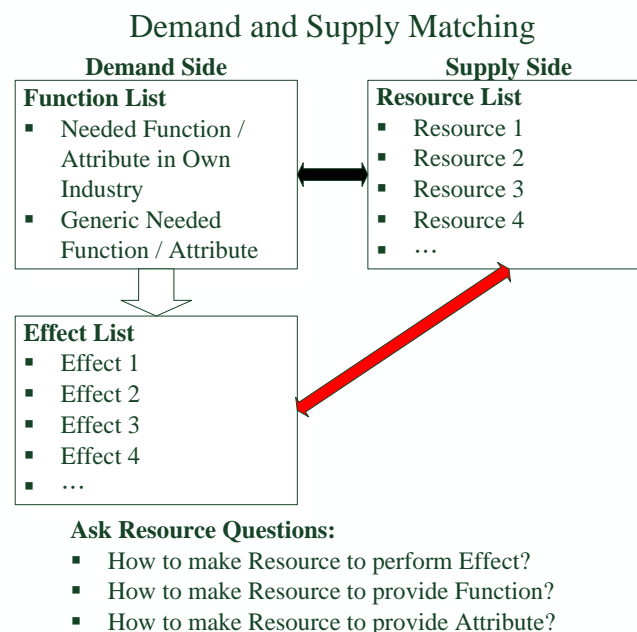 Demand and Supply Matching
Demand Side
Supply Side
Function List
▪ Needed Function /
Attribute in Own
Industry
▪ Generic Needed
Function / Attribute
Resource List
▪ Resource 1
▪ Resource 2
▪ Resource 3
▪ Resource 4
▪ …
Effect List
▪ Effect 1
▪ Effect 2
▪ Effect 3
▪ Effect 4
▪ …
Ask Resource Questions:
▪ How to make Resource to perform Effect?
▪ How to make Resource to provide Function?
▪ How to make Resource to provide Attribute?